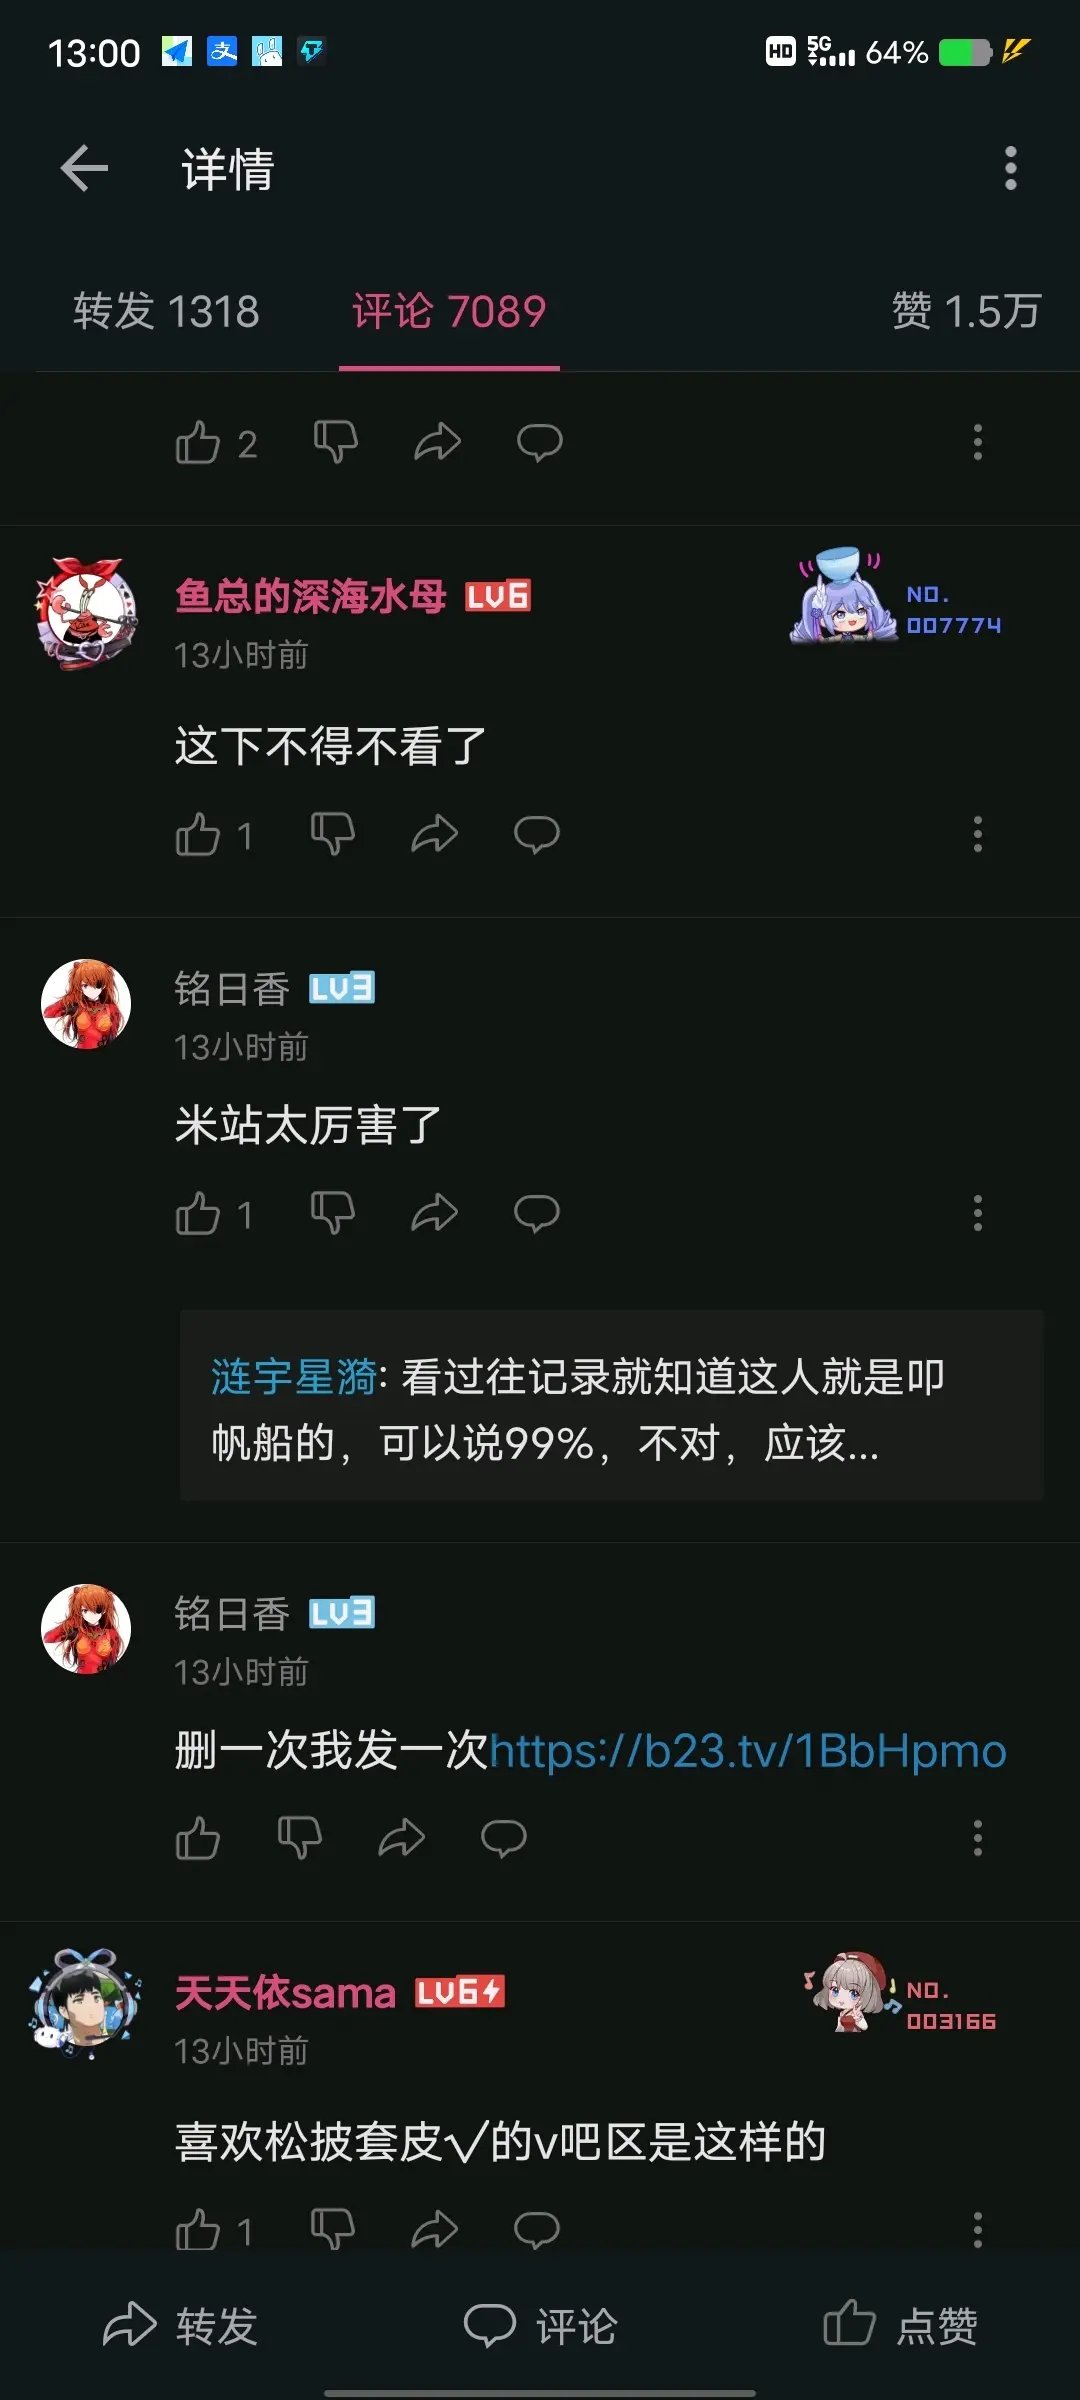 13:00
HD 5G 64%
详情
转发 1318
评论 7089
赞 1.5万
2
鱼总的深海水母 LV6
NO.
007774
13小时前
这下不得不看了
1
铭日香 LV3
13小时前
米站太厉害了
1
涟宇星漪: 看过往记录就知道这人就是叩
帆船的，可以说99%，不对，应该...
铭日香 LV3
13小时前
删一次我发一次https://b23.tv/1BbHpmo
天天依sama LV6
NO.
003166
13小时前
喜欢松披套皮√的v吧区是这样的
1
转发
评论
点赞